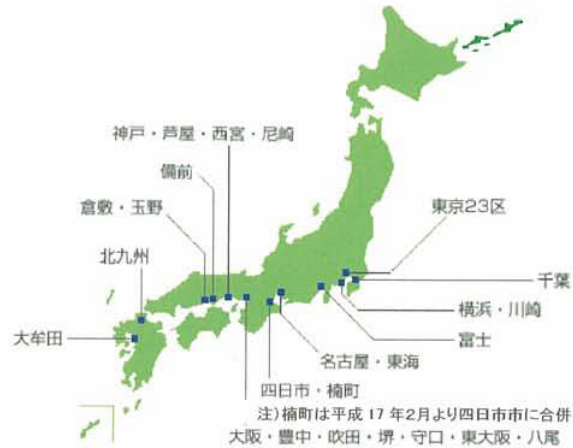 神戸・芦屋・西宮・尼崎
備前
倉敷・玉野
東京23区
北九州
千葉
横浜・川崎
大牟田
富士
名古屋・東海
四日市・楠町
注)楠町は平成17年2月より四日市市に合併
大阪・豊中・吹田・堺・守口・東大阪・八尾